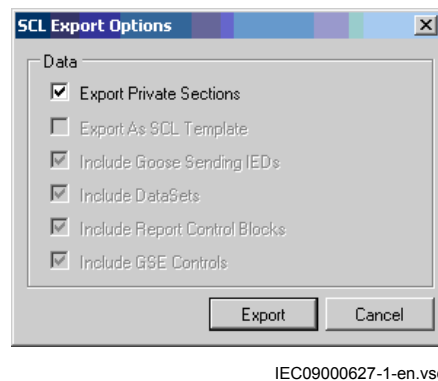 SCL Export Options
Data
Export Private Sections
Export As SCL Template
Include Goose Sending IEDs
Include DataSets
Include Report Control Blocks
Include GSE Controls
Export Cancel
IEC09000627-1-en.vs